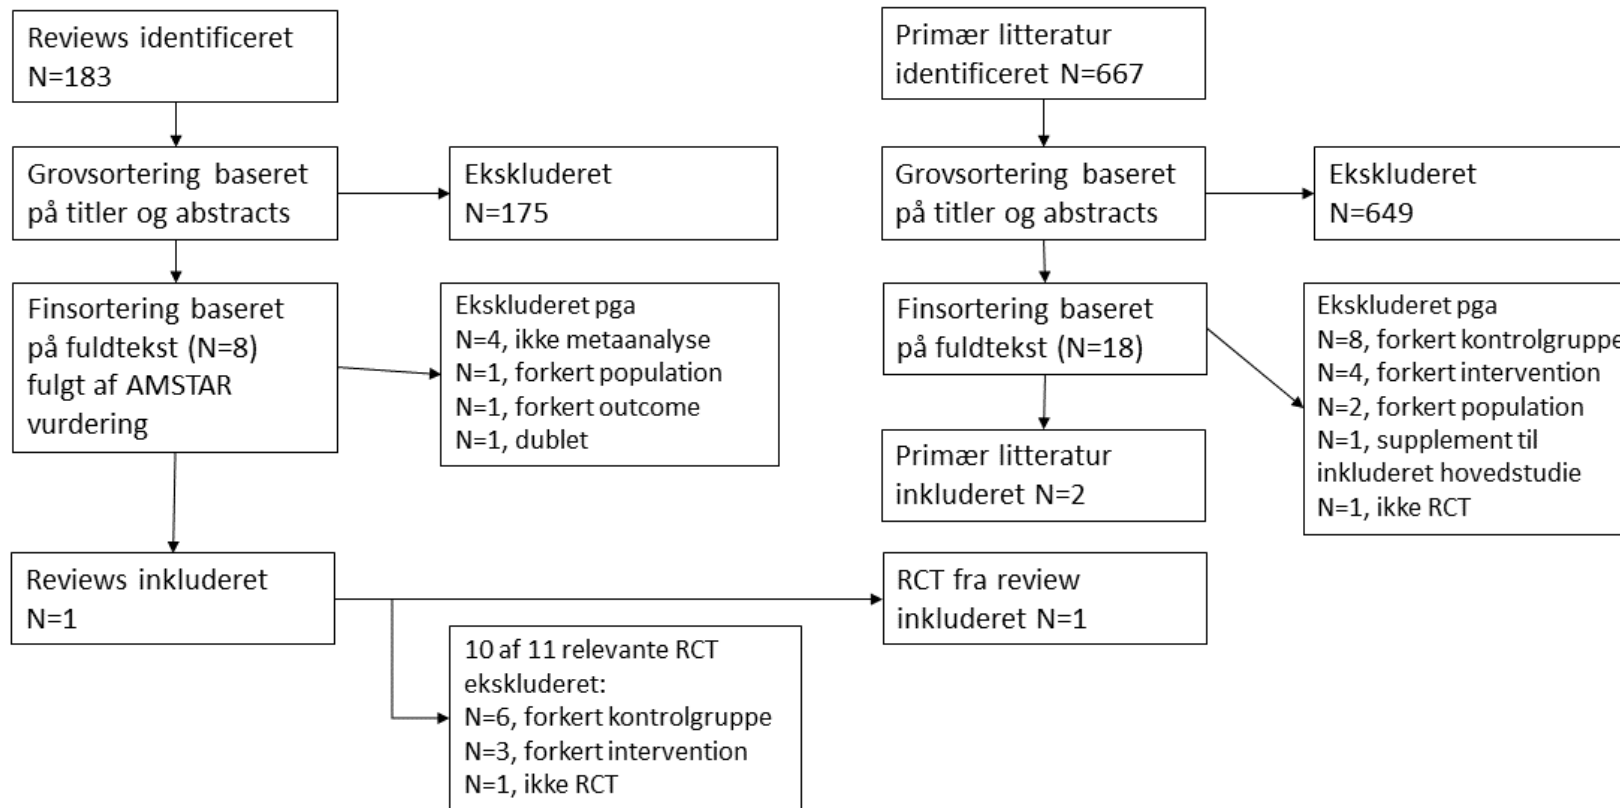 Reviews identificeret
N=183
Grovsortering baseret
på titler og abstracts
Ekskluderet
N=175
Finsortering baseret
på fuldtekst (N=8)
fulgt af AMSTAR
vurdering
Ekskluderet pga
N=4, ikke metaanalyse
N=1, forkert population
N=1, forkert outcome
N=1, dublet
Reviews inkluderet
N=1
10 af 11 relevante RCT
ekskluderet:
N=6, forkert kontrolgruppe
N=3, forkert intervention
N=1, ikke RCT
Primær litteratur
identificeret N=667
Grovsortering baseret
på titler og abstracts
Ekskluderet
N=649
Finsortering baseret
på fuldtekst (N=18)
Ekskluderet pga
N=8, forkert kontrolgruppe
N=4, forkert intervention
N=2, forkert population
N=1, supplement til
inkluderet hovedstudie
N=1, ikke RCT
Primær litteratur
inkluderet N=2
RCT fra review
inkluderet N=1